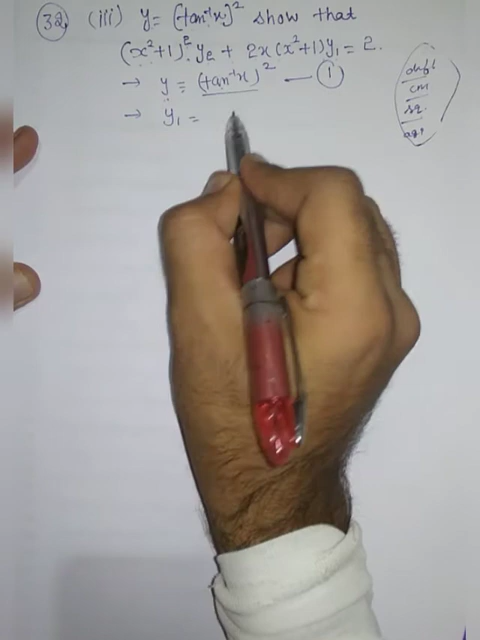 32 (iii) y = (tan⁻¹x)² show that
(x²+1)² y₂ + 2x(x²+1)y₁ = 2.
→ y = (tan⁻¹x)² — 1
→ y₁ =
cm
sq.